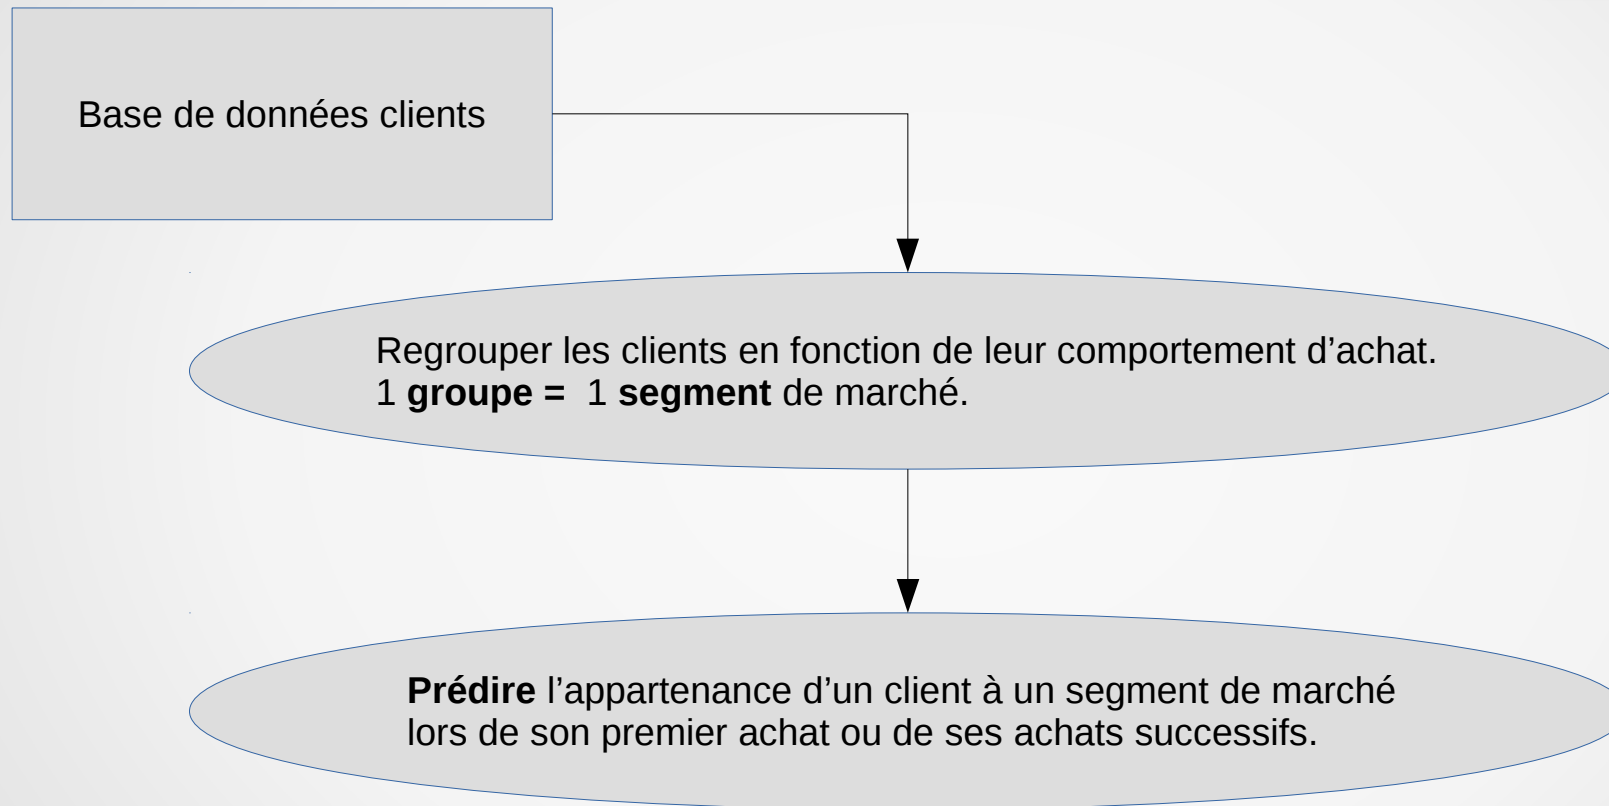 Base de données clients
Regrouper les clients en fonction de leur comportement d’achat.
1 groupe =  1 segment de marché.
Prédire l’appartenance d’un client à un segment de marché
lors de son premier achat ou de ses achats successifs.